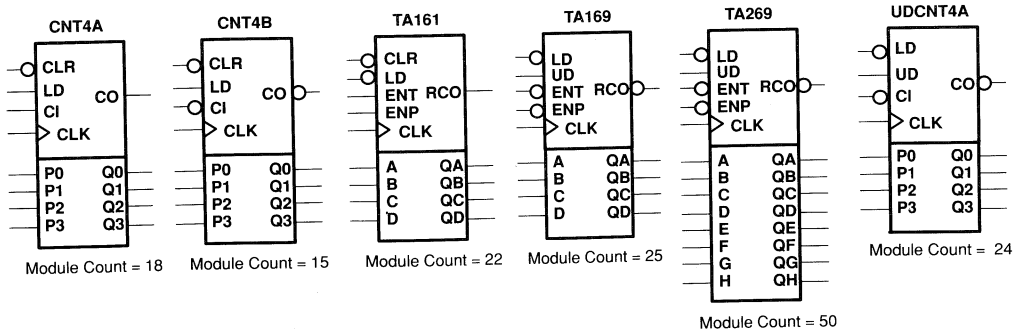 CNT4A
CLR
LD
CI
CO
CLK
P0 Q0
P1 Q1
P2 Q2
P3 Q3
Module Count = 18
CNT4B
CLR
LD
CI
CO
CLK
P0 Q0
P1 Q1
P2 Q2
P3 Q3
Module Count = 15
TA161
CLR
LD
ENT RCO
ENP
CLK
A QA
B QB
C QC
D QD
Module Count = 22
TA169
LD
UD
ENT RCO
ENP
CLK
A QA
B QB
C QC
D QD
Module Count = 25
TA269
LD
UD
ENT RCO
ENP
CLK
A QA
B QB
C QC
D QD
E QE
F QF
G QG
H QH
Module Count = 50
UDCNT4A
LD
UD
CI
CO
CLK
P0 Q0
P1 Q1
P2 Q2
P3 Q3
Module Count = 24